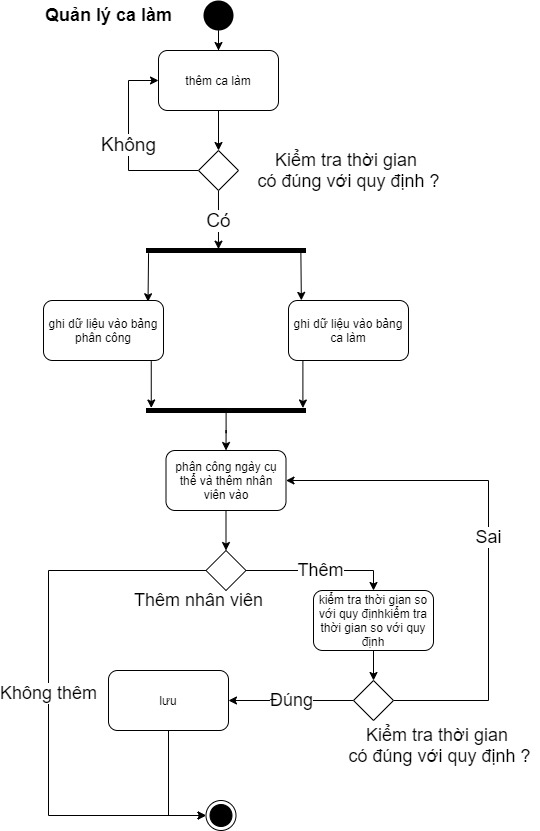 Quản lý ca làm
thêm ca làm
Không
Kiểm tra thời gian
có đúng với quy định ?
Có
ghi dữ liệu vào bảng
phân công
ghi dữ liệu vào bảng
ca làm
phân công ngày cụ
thể và thêm nhân
viên vào
Sai
Thêm
Thêm nhân viên
kiểm tra thời gian so
với quy địnhkiểm tra
thời gian so với quy
định
Không thêm
lưu
Đúng
Kiểm tra thời gian
có đúng với quy định ?